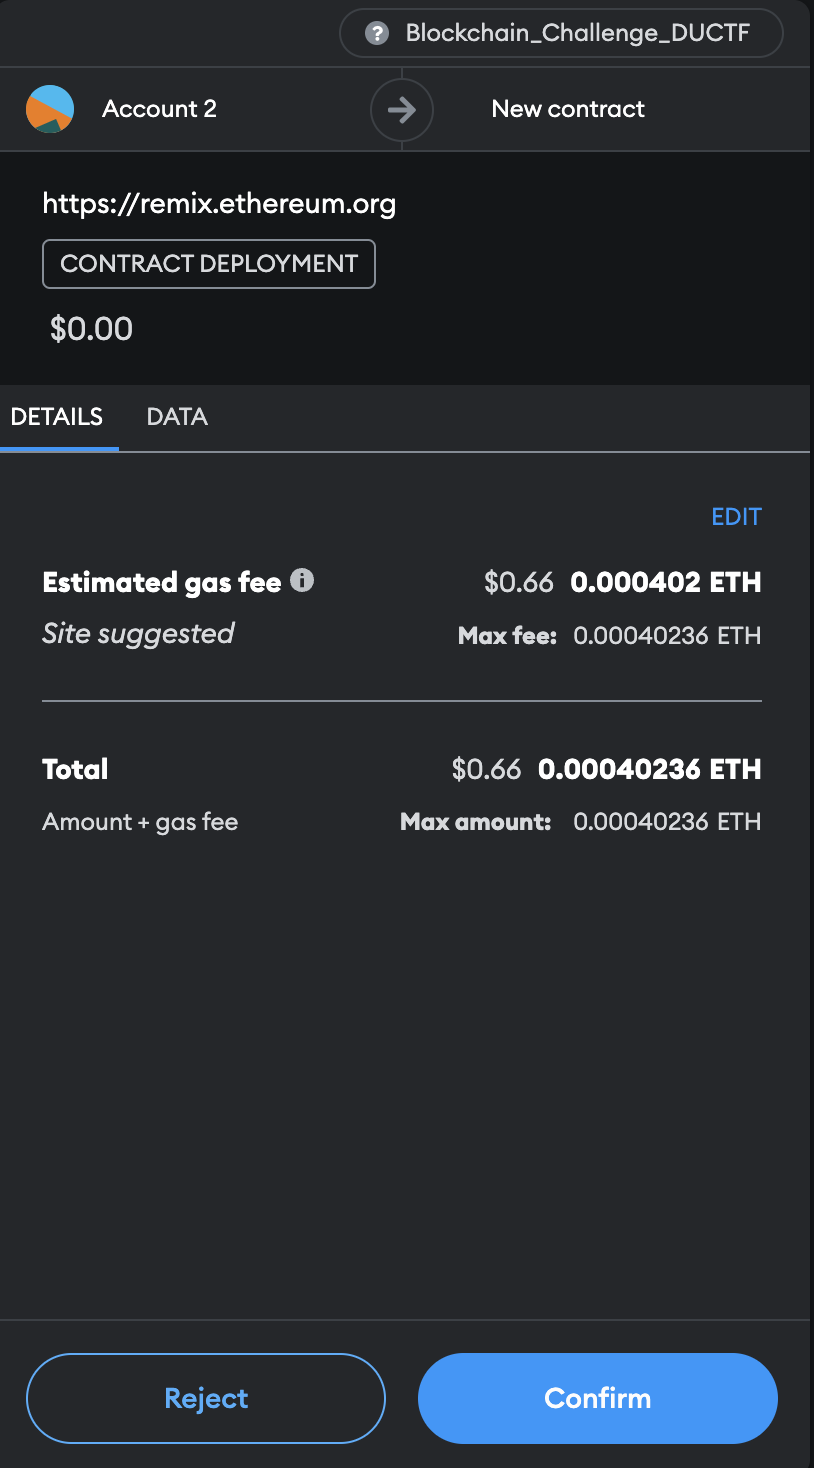 Blockchain_Challenge_DUCTF
Account 2
New contract
https://remix.ethereum.org
CONTRACT DEPLOYMENT
$0.00
DETAILS DATA
EDIT
Estimated gas fee $0.66 0.000402 ETH
Site suggested Max fee: 0.00040236 ETH
Total $0.66 0.00040236 ETH
Amount + gas fee Max amount: 0.00040236 ETH
Reject Confirm